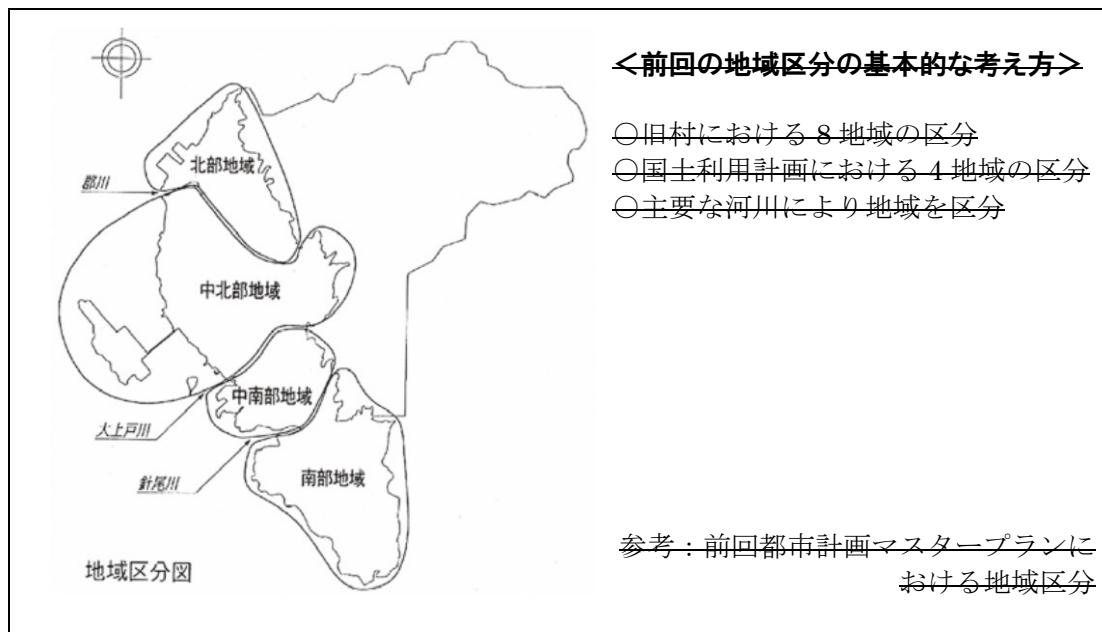 <前回の地域区分の基本的な考え方>
○旧村における8地域の区分
○国土利用計画における4地域の区分
○主要な河川により地域を区分
北部地域
郡川
中北部地域
中南部地域
大上戸川
針尾川
南部地域
地域区分図
参考：前回都市計画マスタープランに
おける地域区分